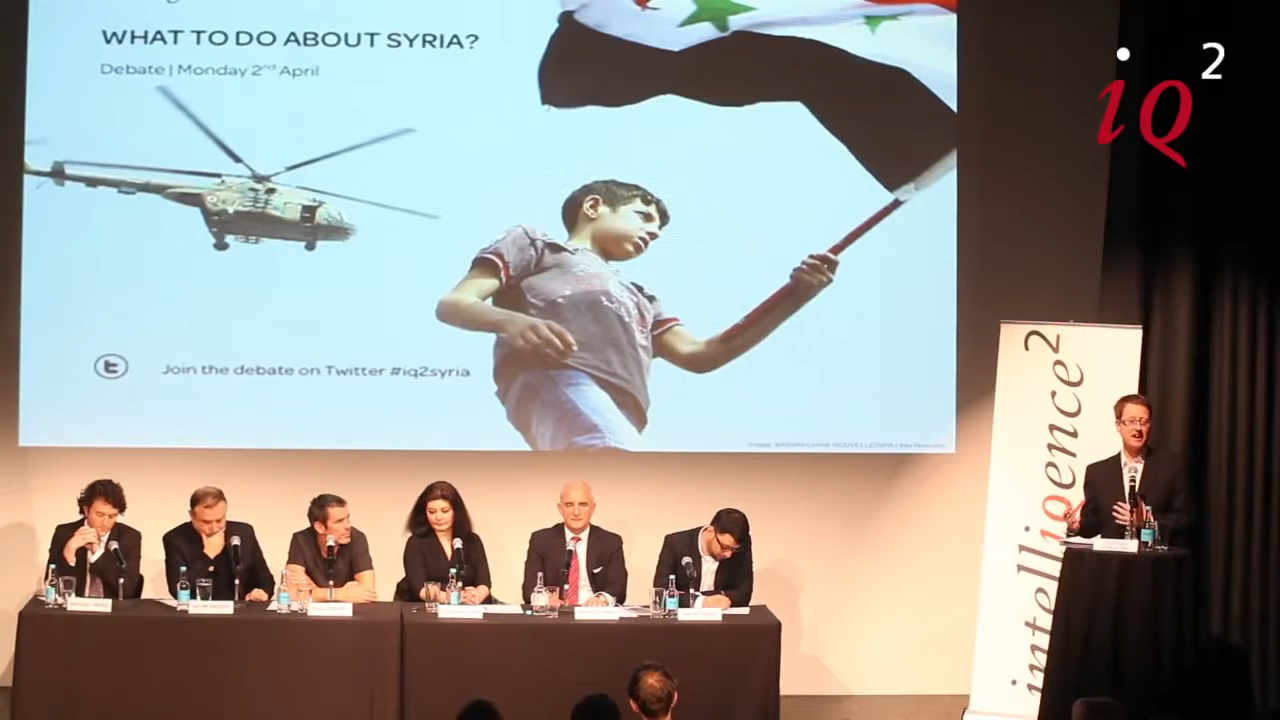 WHAT TO DO ABOUT SYRIA?
Debate | Monday 2nd April
Join the debate on Twitter #iq2syria
iQ2
intelligence2